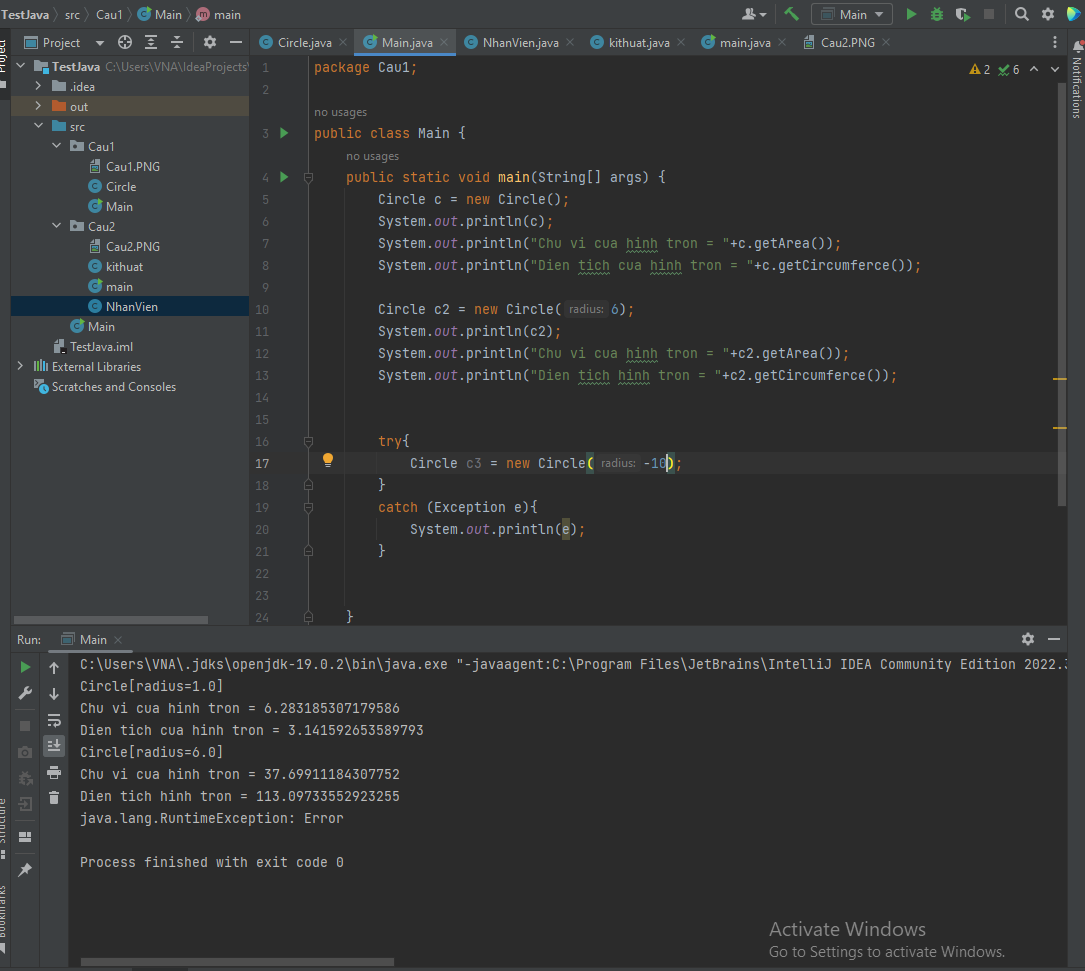 TestJava src Cau1 Main main
Main
Project
Circle.java Main.java NhanVien.java kithuat.java main.java Cau2.PNG
Project
TestJava C:\Users\VNA\IdeaProjects\
.idea
out
src
Cau1
Cau1.PNG
Circle
Main
Cau2
Cau2.PNG
kithuat
main
NhanVien
Main
TestJava.iml
External Libraries
Scratches and Consoles
2 6
Notifications
1 package Cau1;
2
no usages
3 public class Main {
no usages
4 public static void main(String[] args) {
5 Circle c = new Circle();
6 System.out.println(c);
7 System.out.println("Chu vi cua hinh tron = "+c.getArea());
8 System.out.println("Dien tich cua hinh tron = "+c.getCircumferce());
9
10 Circle c2 = new Circle( radius: 6);
11 System.out.println(c2);
12 System.out.println("Chu vi cua hinh tron = "+c2.getArea());
13 System.out.println("Dien tich hinh tron = "+c2.getCircumferce());
14
15
16 try{
17 Circle c3 = new Circle( radius: -10);
18 }
19 catch (Exception e){
20 System.out.println(e);
21 }
22
23
24 }
Run: Main
C:\Users\VNA\.jdks\openjdk-19.0.2\bin\java.exe "-javaagent:C:\Program Files\JetBrains\IntelliJ IDEA Community Edition 2022.3
Circle[radius=1.0]
Chu vi cua hinh tron = 6.283185307179586
Dien tich cua hinh tron = 3.141592653589793
Circle[radius=6.0]
Chu vi cua hinh tron = 37.69911184307752
Dien tich hinh tron = 113.09733552923255
java.lang.RuntimeException: Error
Process finished with exit code 0
Structure
Bookmarks
Activate Windows
Go to Settings to activate Windows.